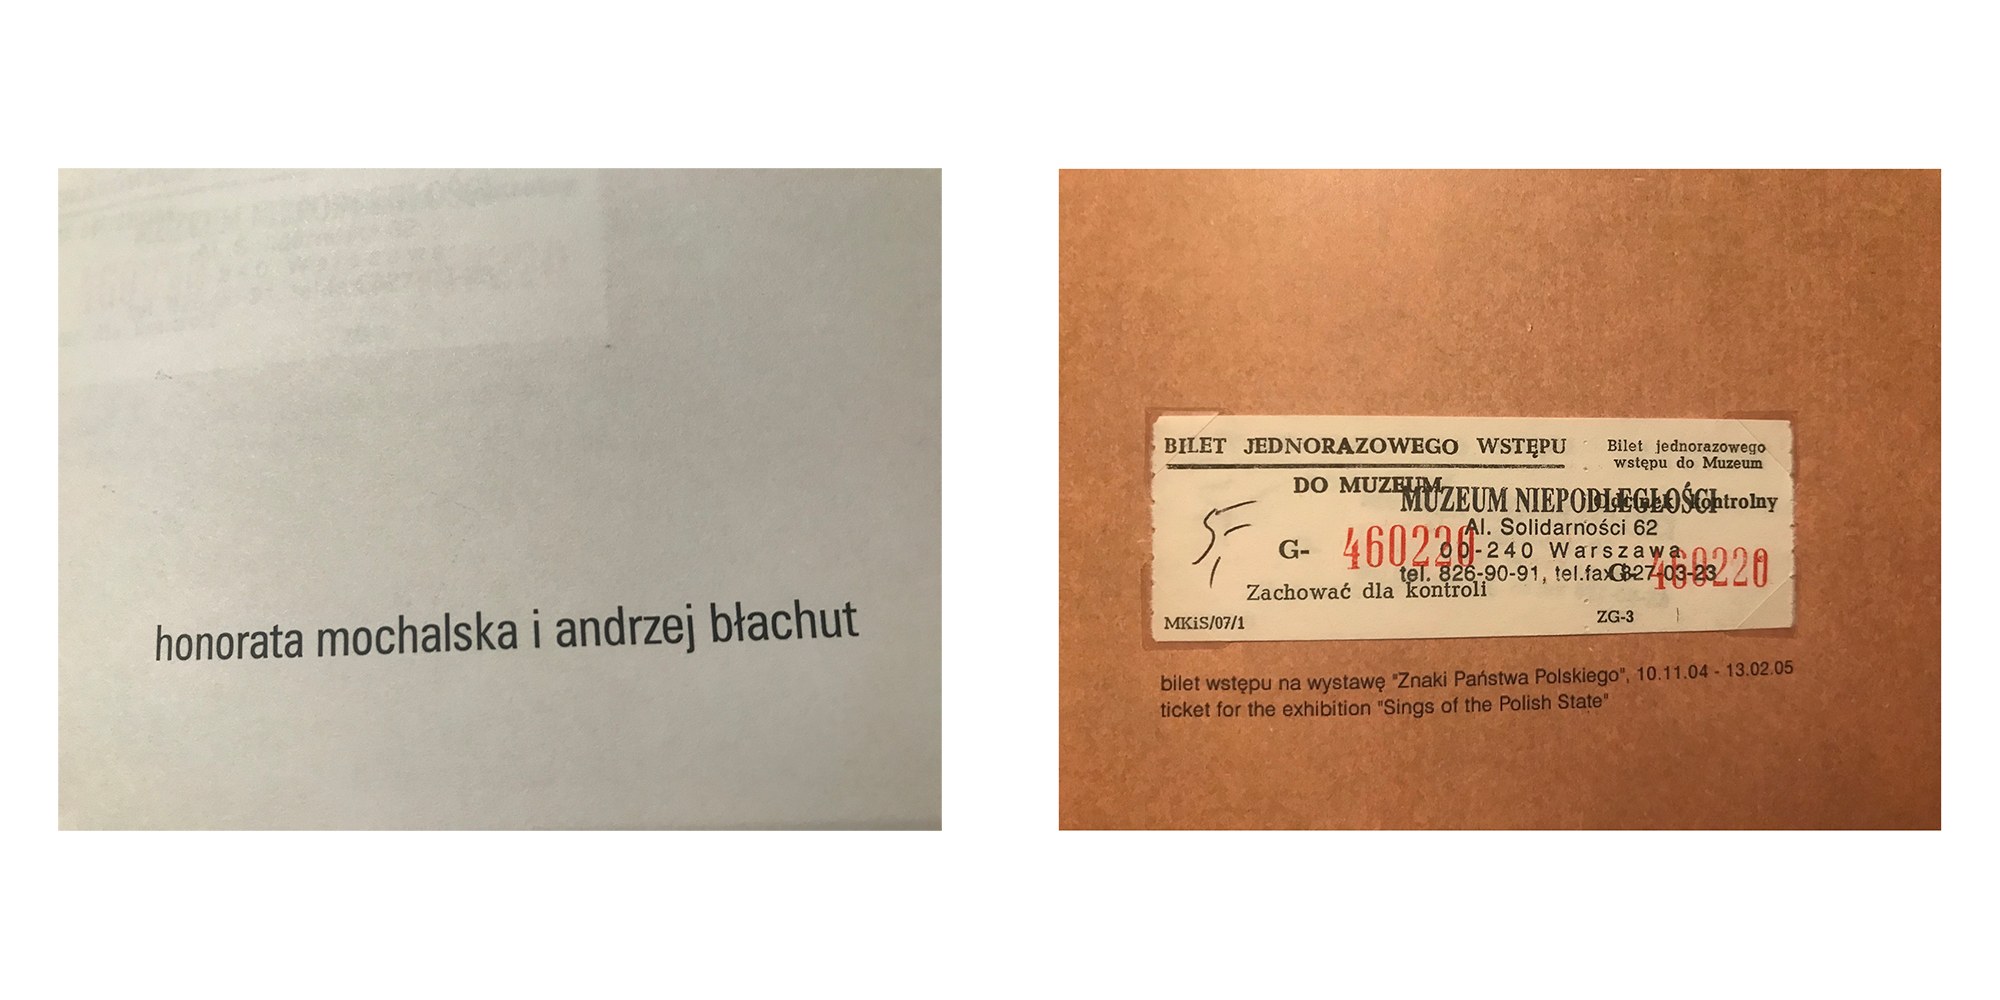 honorata mochalska i andrzej błachut
BILET JEDNORAZOWEGO WSTĘPU
DO MUZEUM
5,-
G- 460220
Zachować dla kontroli
MKiS/07/1
MUZEUM NIEPODLEGŁOŚCI
Al. Solidarności 62
00-240 Warszawa
tel. 826-90-91, tel.fax 827-03-23
Bilet jednorazowego
wstępu do Muzeum
Odcinek kontrolny
G- 460220
ZG-3
bilet wstępu na wystawę "Znaki Państwa Polskiego", 10.11.04 - 13.02.05
ticket for the exhibition "Sings of the Polish State"